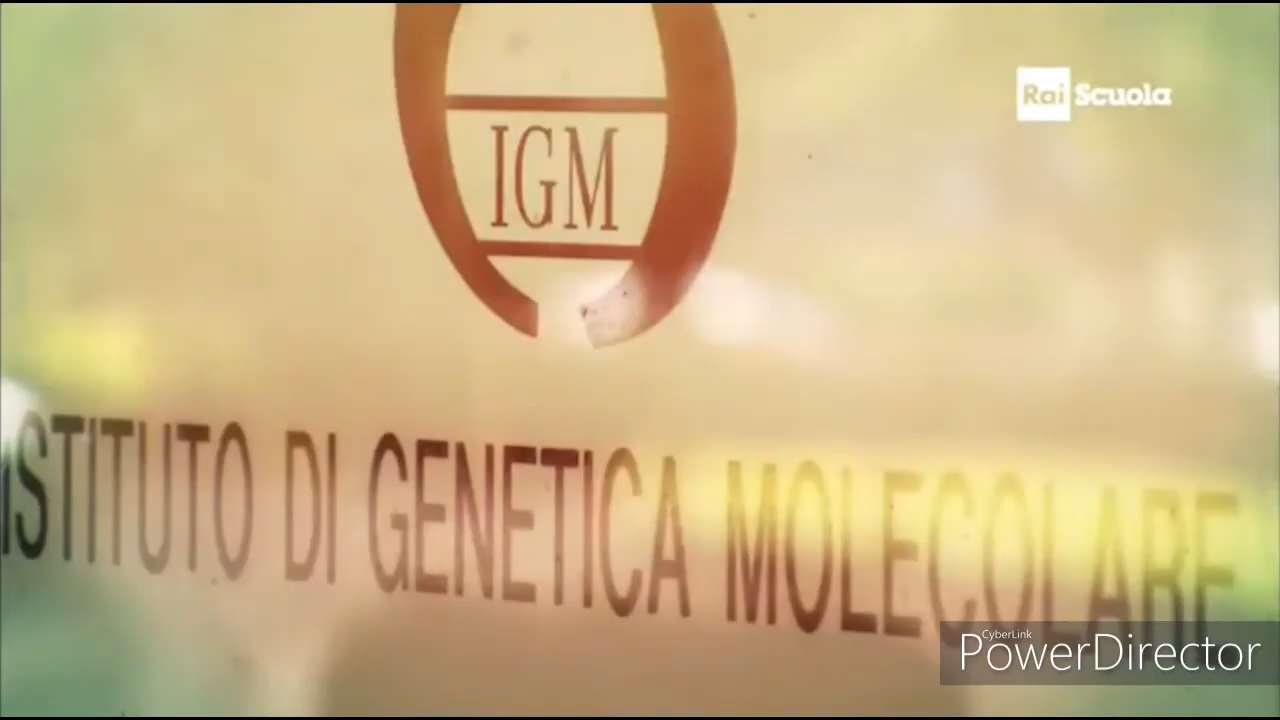 Rai Scuola
IGM
ISTITUTO DI GENETICA MOLECOLARE
CyberLink
PowerDirector